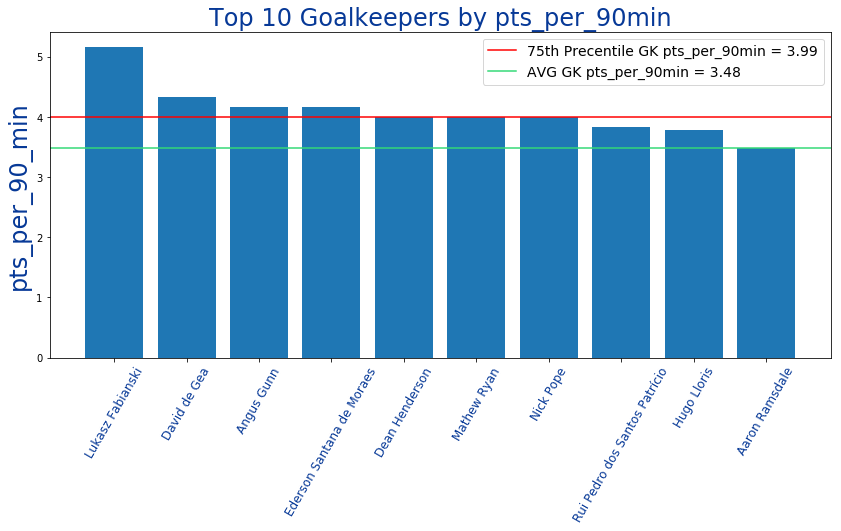 Top 10 Goalkeepers by pts_per_90min
75th Precentile GK pts_per_90min = 3.99
AVG GK pts_per_90min = 3.48
pts_per_90_min
5
4
3
2
1
0
Lukasz Fabianski
David de Gea
Angus Gunn
Ederson Santana de Moraes
Dean Henderson
Mathew Ryan
Nick Pope
Rui Pedro dos Santos Patrício
Hugo Lloris
Aaron Ramsdale